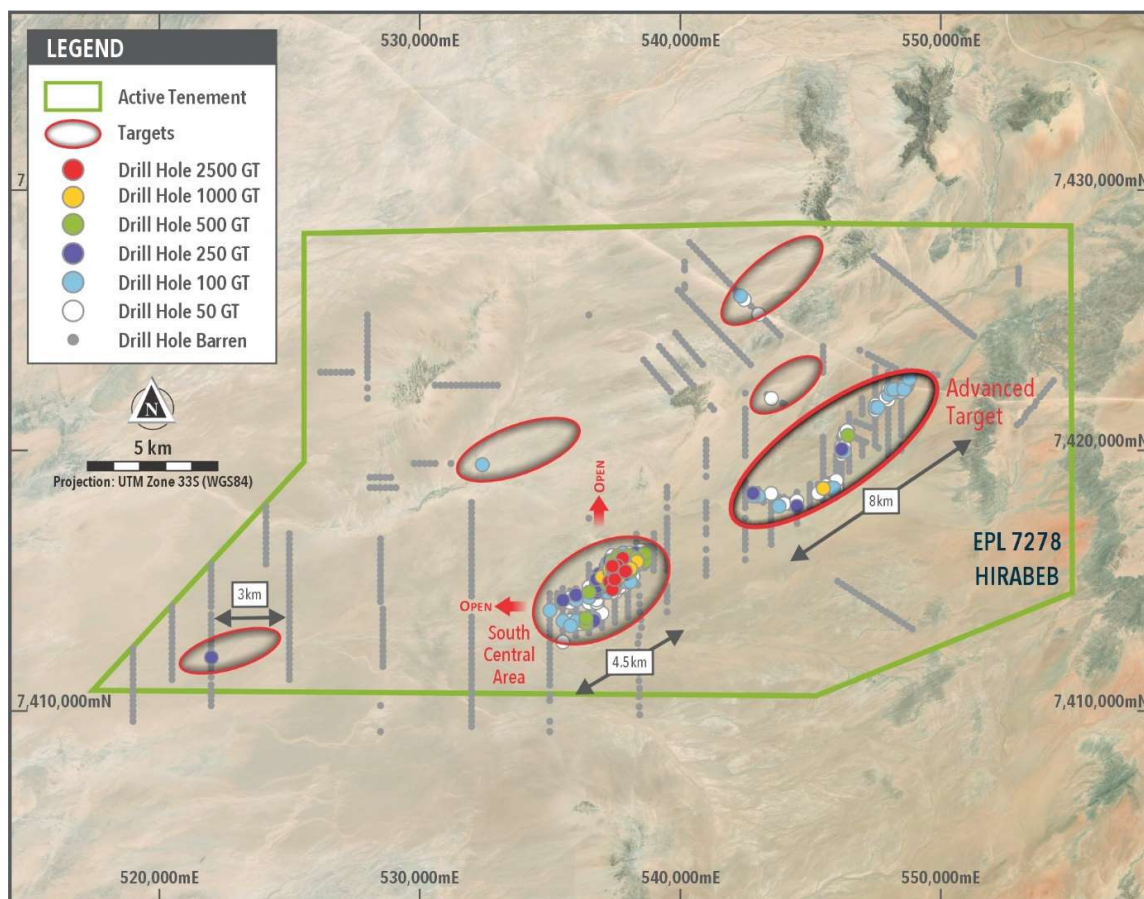 530,000mE
540,000mE
550,000mE
LEGEND
Active Tenement
Targets
Drill Hole 2500 GT
Drill Hole 1000 GT
Drill Hole 500 GT
Drill Hole 250 GT
Drill Hole 100 GT
Drill Hole 50 GT
Drill Hole Barren
7,
7,430,000mN
N
5 km
Projection: UTM Zone 33S (WGS84)
Advanced
Target
7,420,000mN
OPEN
8km
EPL 7278
HIRABEB
3km
OPEN
South
Central
Area
4.5km
7,410,000mN
7,410,000mN
520,000mE
530,000mE
540,000mE
550,000mE